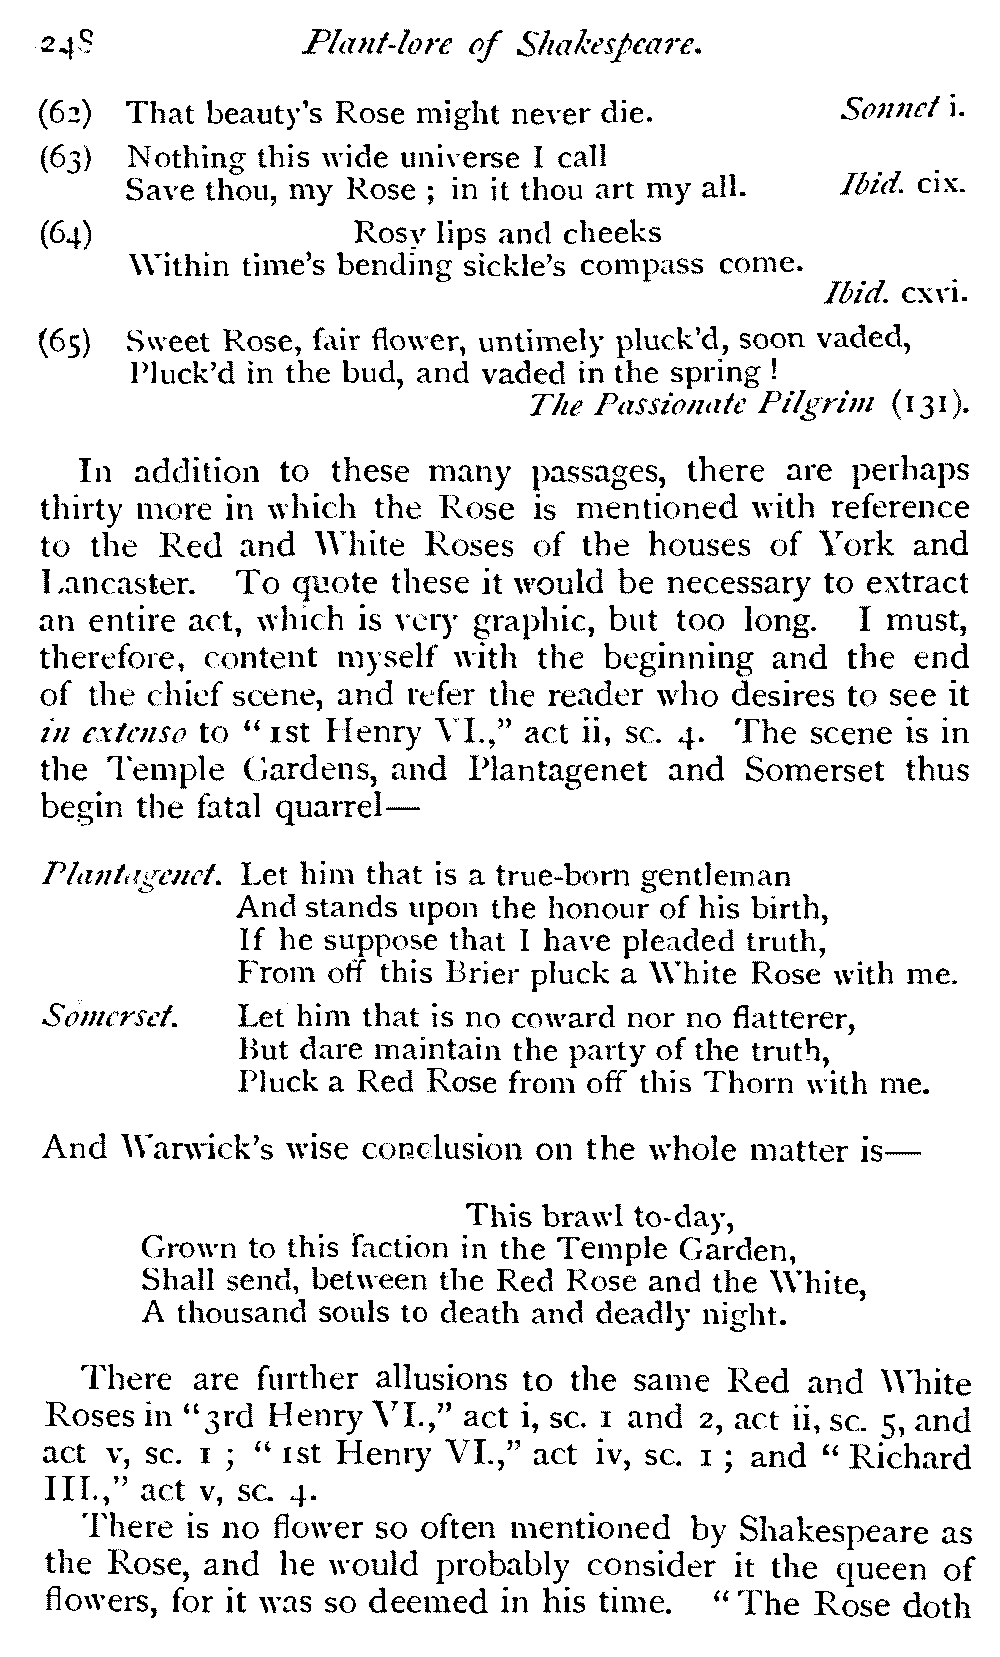 248 Plant-lore of Shakespeare.
(62) That beauty's Rose might never die. Sonnet i.
(63) Nothing this wide universe I call
Save thou, my Rose ; in it thou art my all. Ibid. cix.
(64) Rosy lips and cheeks
Within time's bending sickle's compass come.
Ibid. cxvi.
(65) Sweet Rose, fair flower, untimely pluck'd, soon vaded,
Pluck'd in the bud, and vaded in the spring !
The Passionate Pilgrim (131).
In addition to these many passages, there are perhaps
thirty more in which the Rose is mentioned with reference
to the Red and White Roses of the houses of York and
Lancaster. To quote these it would be necessary to extract
an entire act, which is very graphic, but too long. I must,
therefore, content myself with the beginning and the end
of the chief scene, and refer the reader who desires to see it
in extenso to "1st Henry VI.," act ii, sc. 4. The scene is in
the Temple Gardens, and Plantagenet and Somerset thus
begin the fatal quarrel—
Plantagenet. Let him that is a true-born gentleman
And stands upon the honour of his birth,
If he suppose that I have pleaded truth,
From off this Brier pluck a White Rose with me.
Somerset. Let him that is no coward nor no flatterer,
But dare maintain the party of the truth,
Pluck a Red Rose from off this Thorn with me.
And Warwick's wise conclusion on the whole matter is—
This brawl to-day,
Grown to this faction in the Temple Garden,
Shall send, between the Red Rose and the White,
A thousand souls to death and deadly night.
There are further allusions to the same Red and White
Roses in "3rd Henry VI.," act i, sc. 1 and 2, act ii, sc. 5, and
act v, sc. 1 ; "1st Henry VI.," act iv, sc. 1 ; and "Richard
III.," act v, sc. 4.
There is no flower so often mentioned by Shakespeare as
the Rose, and he would probably consider it the queen of
flowers, for it was so deemed in his time. "The Rose doth